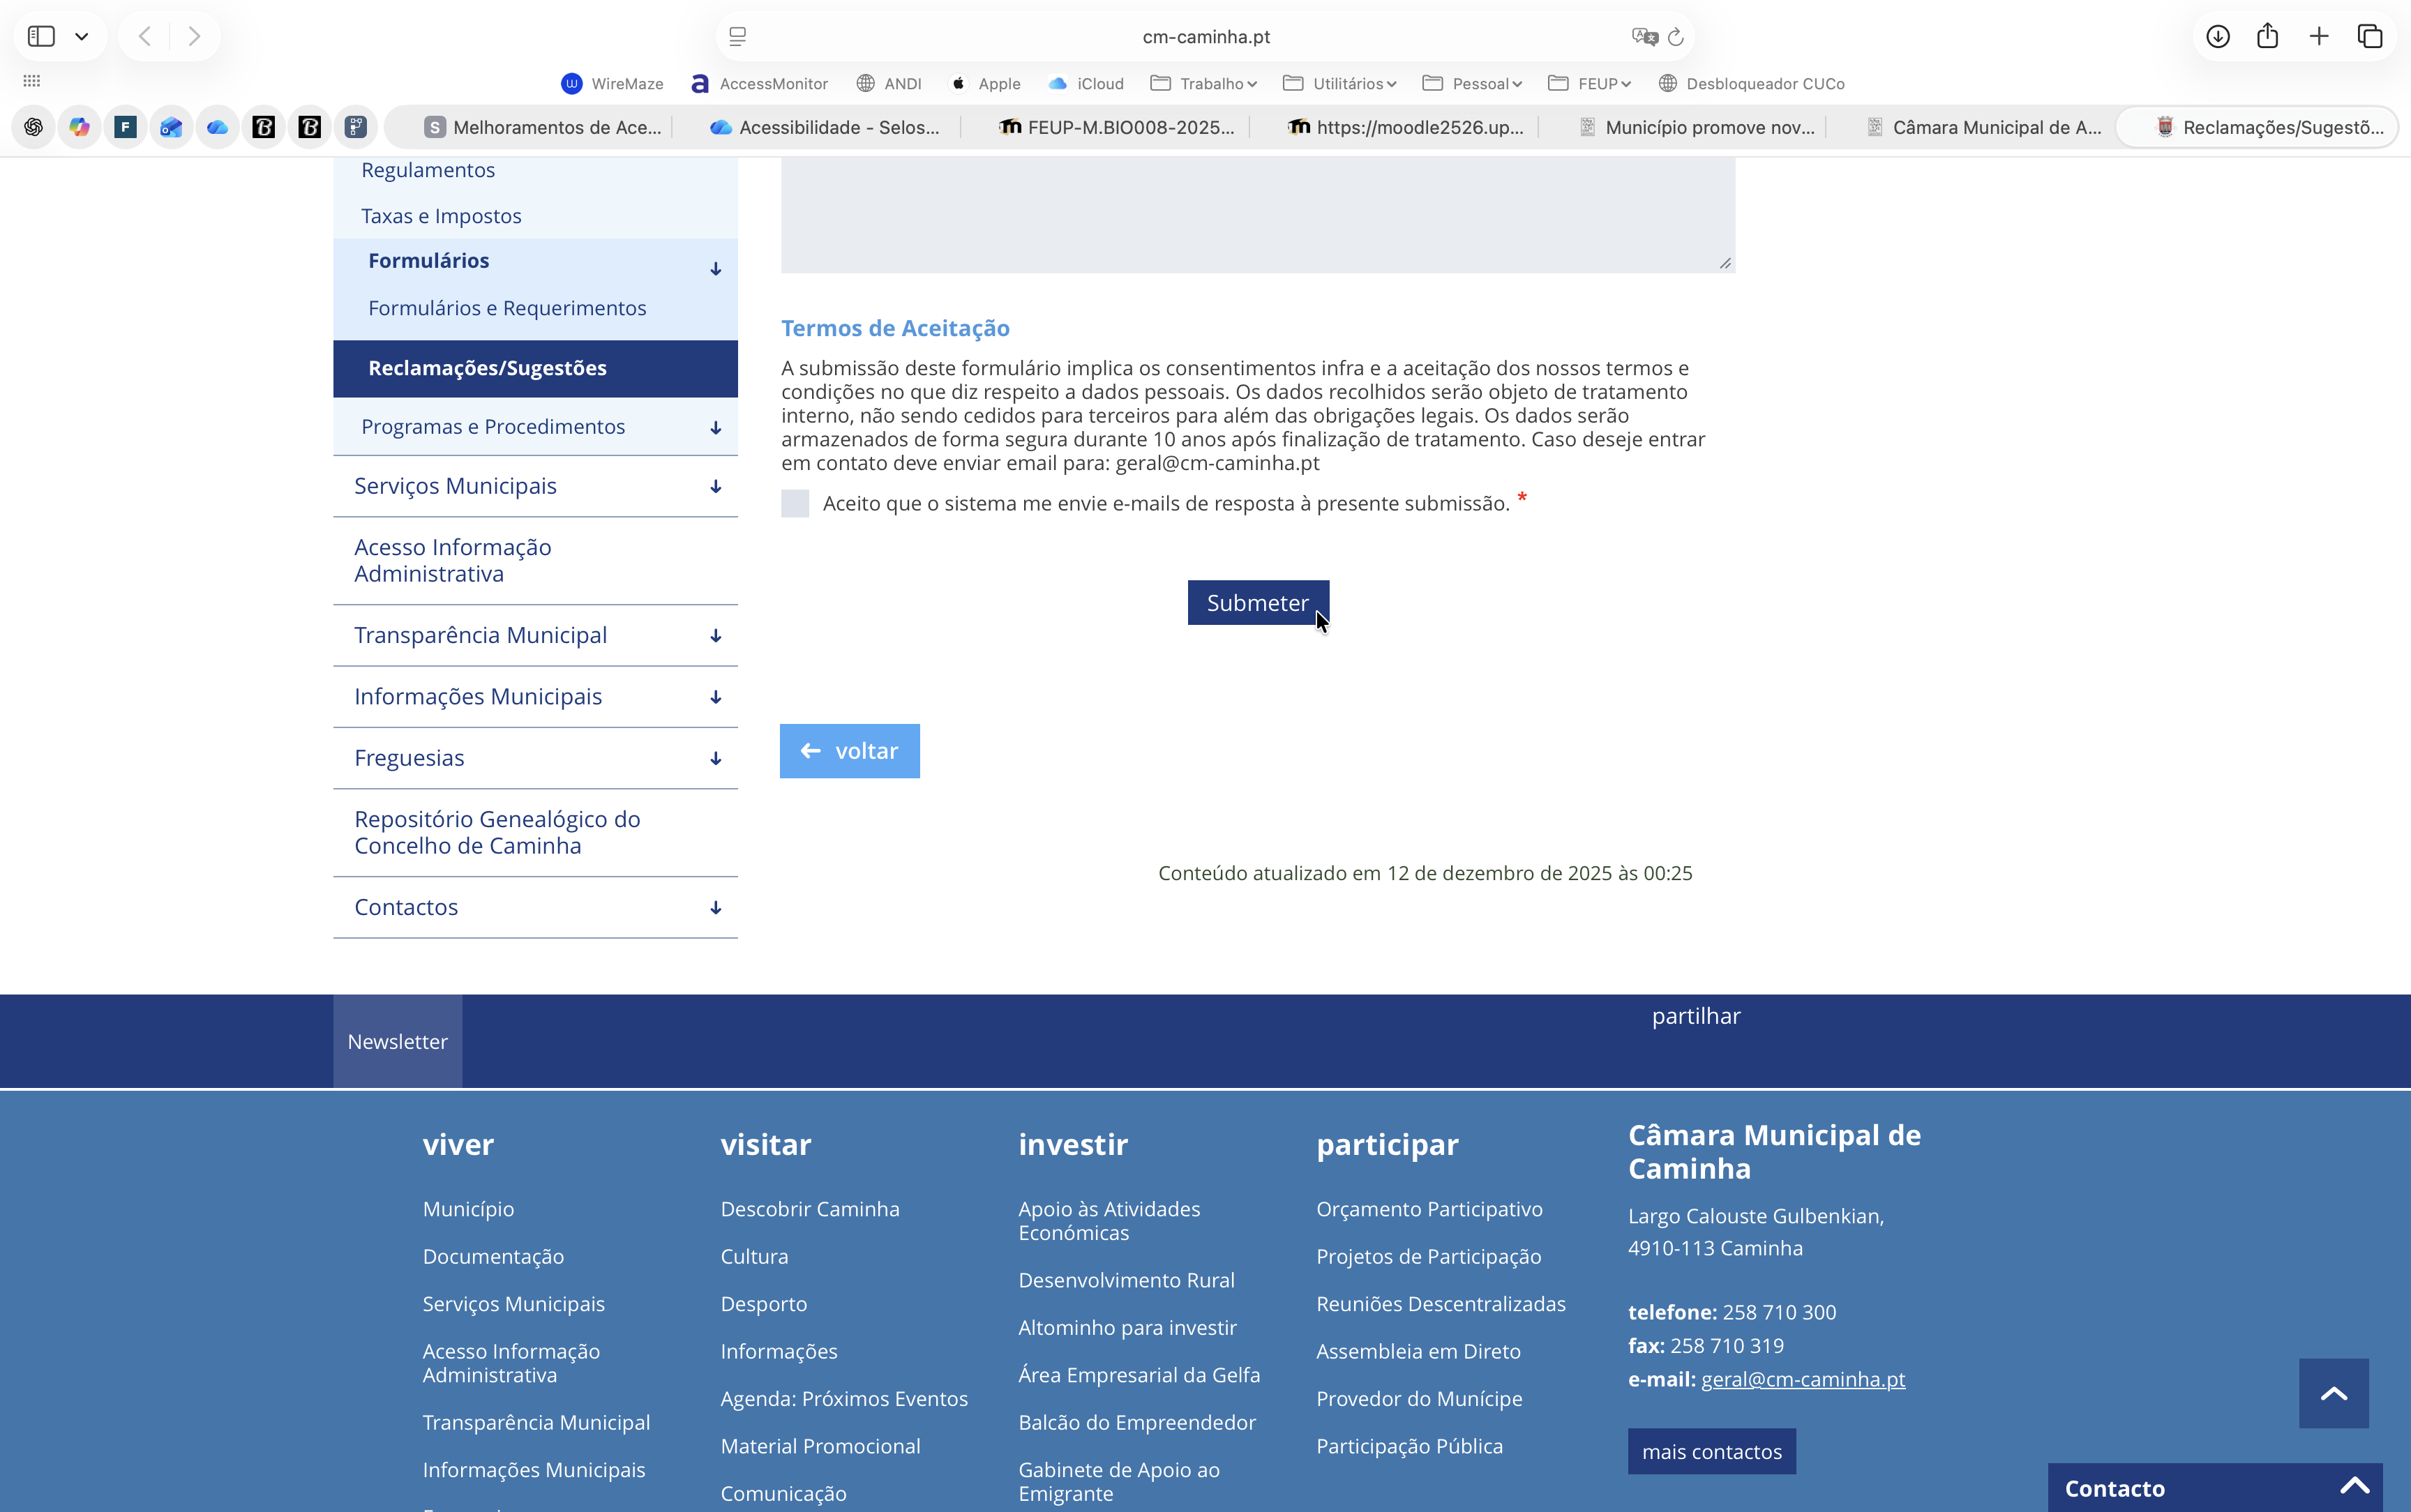 cm-caminha.pt
WireMaze
AccessMonitor
ANDI
Apple
iCloud
Trabalho
Utilitários
Pessoal
FEUP
Desbloqueador CUCo
Melhoramentos de Ace...
Acessibilidade - Selos...
FEUP-M.BIO008-2025...
https://moodle2526.up...
Município promove nov...
Câmara Municipal de A...
Reclamações/Sugestõ...
Regulamentos
Taxas e Impostos
Formulários
Formulários e Requerimentos
Reclamações/Sugestões
Programas e Procedimentos
Serviços Municipais
Acesso Informação
Administrativa
Transparência Municipal
Informações Municipais
Freguesias
Repositório Genealógico do
Concelho de Caminha
Contactos
Termos de Aceitação
A submissão deste formulário implica os consentimentos infra e a aceitação dos nossos termos e
condições no que diz respeito a dados pessoais. Os dados recolhidos serão objeto de tratamento
interno, não sendo cedidos para terceiros para além das obrigações legais. Os dados serão
armazenados de forma segura durante 10 anos após finalização de tratamento. Caso deseje entrar
em contato deve enviar email para: geral@cm-caminha.pt
Aceito que o sistema me envie e-mails de resposta à presente submissão. *
Submeter
voltar
Conteúdo atualizado em 12 de dezembro de 2025 às 00:25
Newsletter
partilhar
viver
Município
Documentação
Serviços Municipais
Acesso Informação
Administrativa
Transparência Municipal
Informações Municipais
visitar
Descobrir Caminha
Cultura
Desporto
Informações
Agenda: Próximos Eventos
Material Promocional
Comunicação
investir
Apoio às Atividades
Económicas
Desenvolvimento Rural
Altominho para investir
Área Empresarial da Gelfa
Balcão do Empreendedor
Gabinete de Apoio ao
Emigrante
participar
Orçamento Participativo
Projetos de Participação
Reuniões Descentralizadas
Assembleia em Direto
Provedor do Munícipe
Participação Pública
Câmara Municipal de
Caminha
Largo Calouste Gulbenkian,
4910-113 Caminha
telefone: 258 710 300
fax: 258 710 319
e-mail: geral@cm-caminha.pt
mais contactos
Contacto